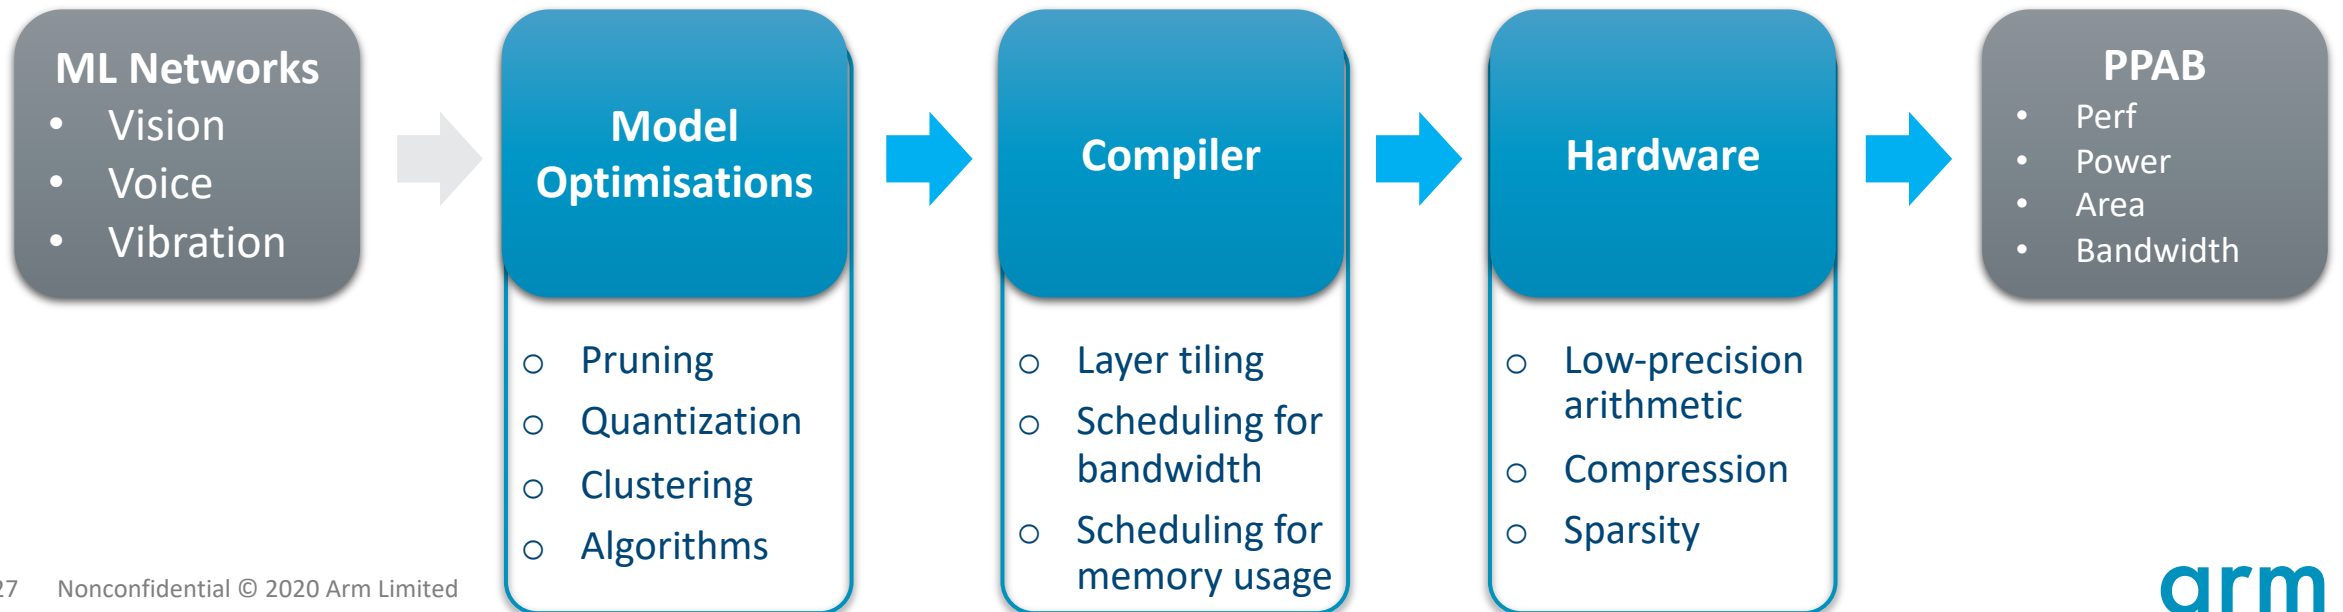 ML Networks
• Vision
• Voice
• Vibration
Model
Optimisations
o Pruning
o Quantization
o Clustering
o Algorithms
Compiler
o Layer tiling
o Scheduling for
bandwidth
o Scheduling for
memory usage
Hardware
o Low-precision
arithmetic
o Compression
o Sparsity
PPAB
• Perf
• Power
• Area
• Bandwidth
27 Nonconfidential © 2020 Arm Limited
arm